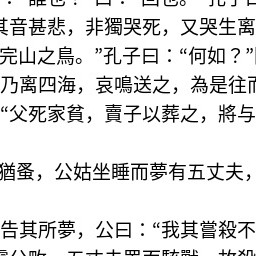 其音甚悲，非獨哭死，又哭生离
完山之鳥。”孔子曰：“何如？”
乃离四海，哀鳴送之，為是往而
“父死家貧，賣子以葬之，將与
猶蚤，公姑坐睡而夢有五丈夫，
告其所夢，公曰：“我其嘗殺不